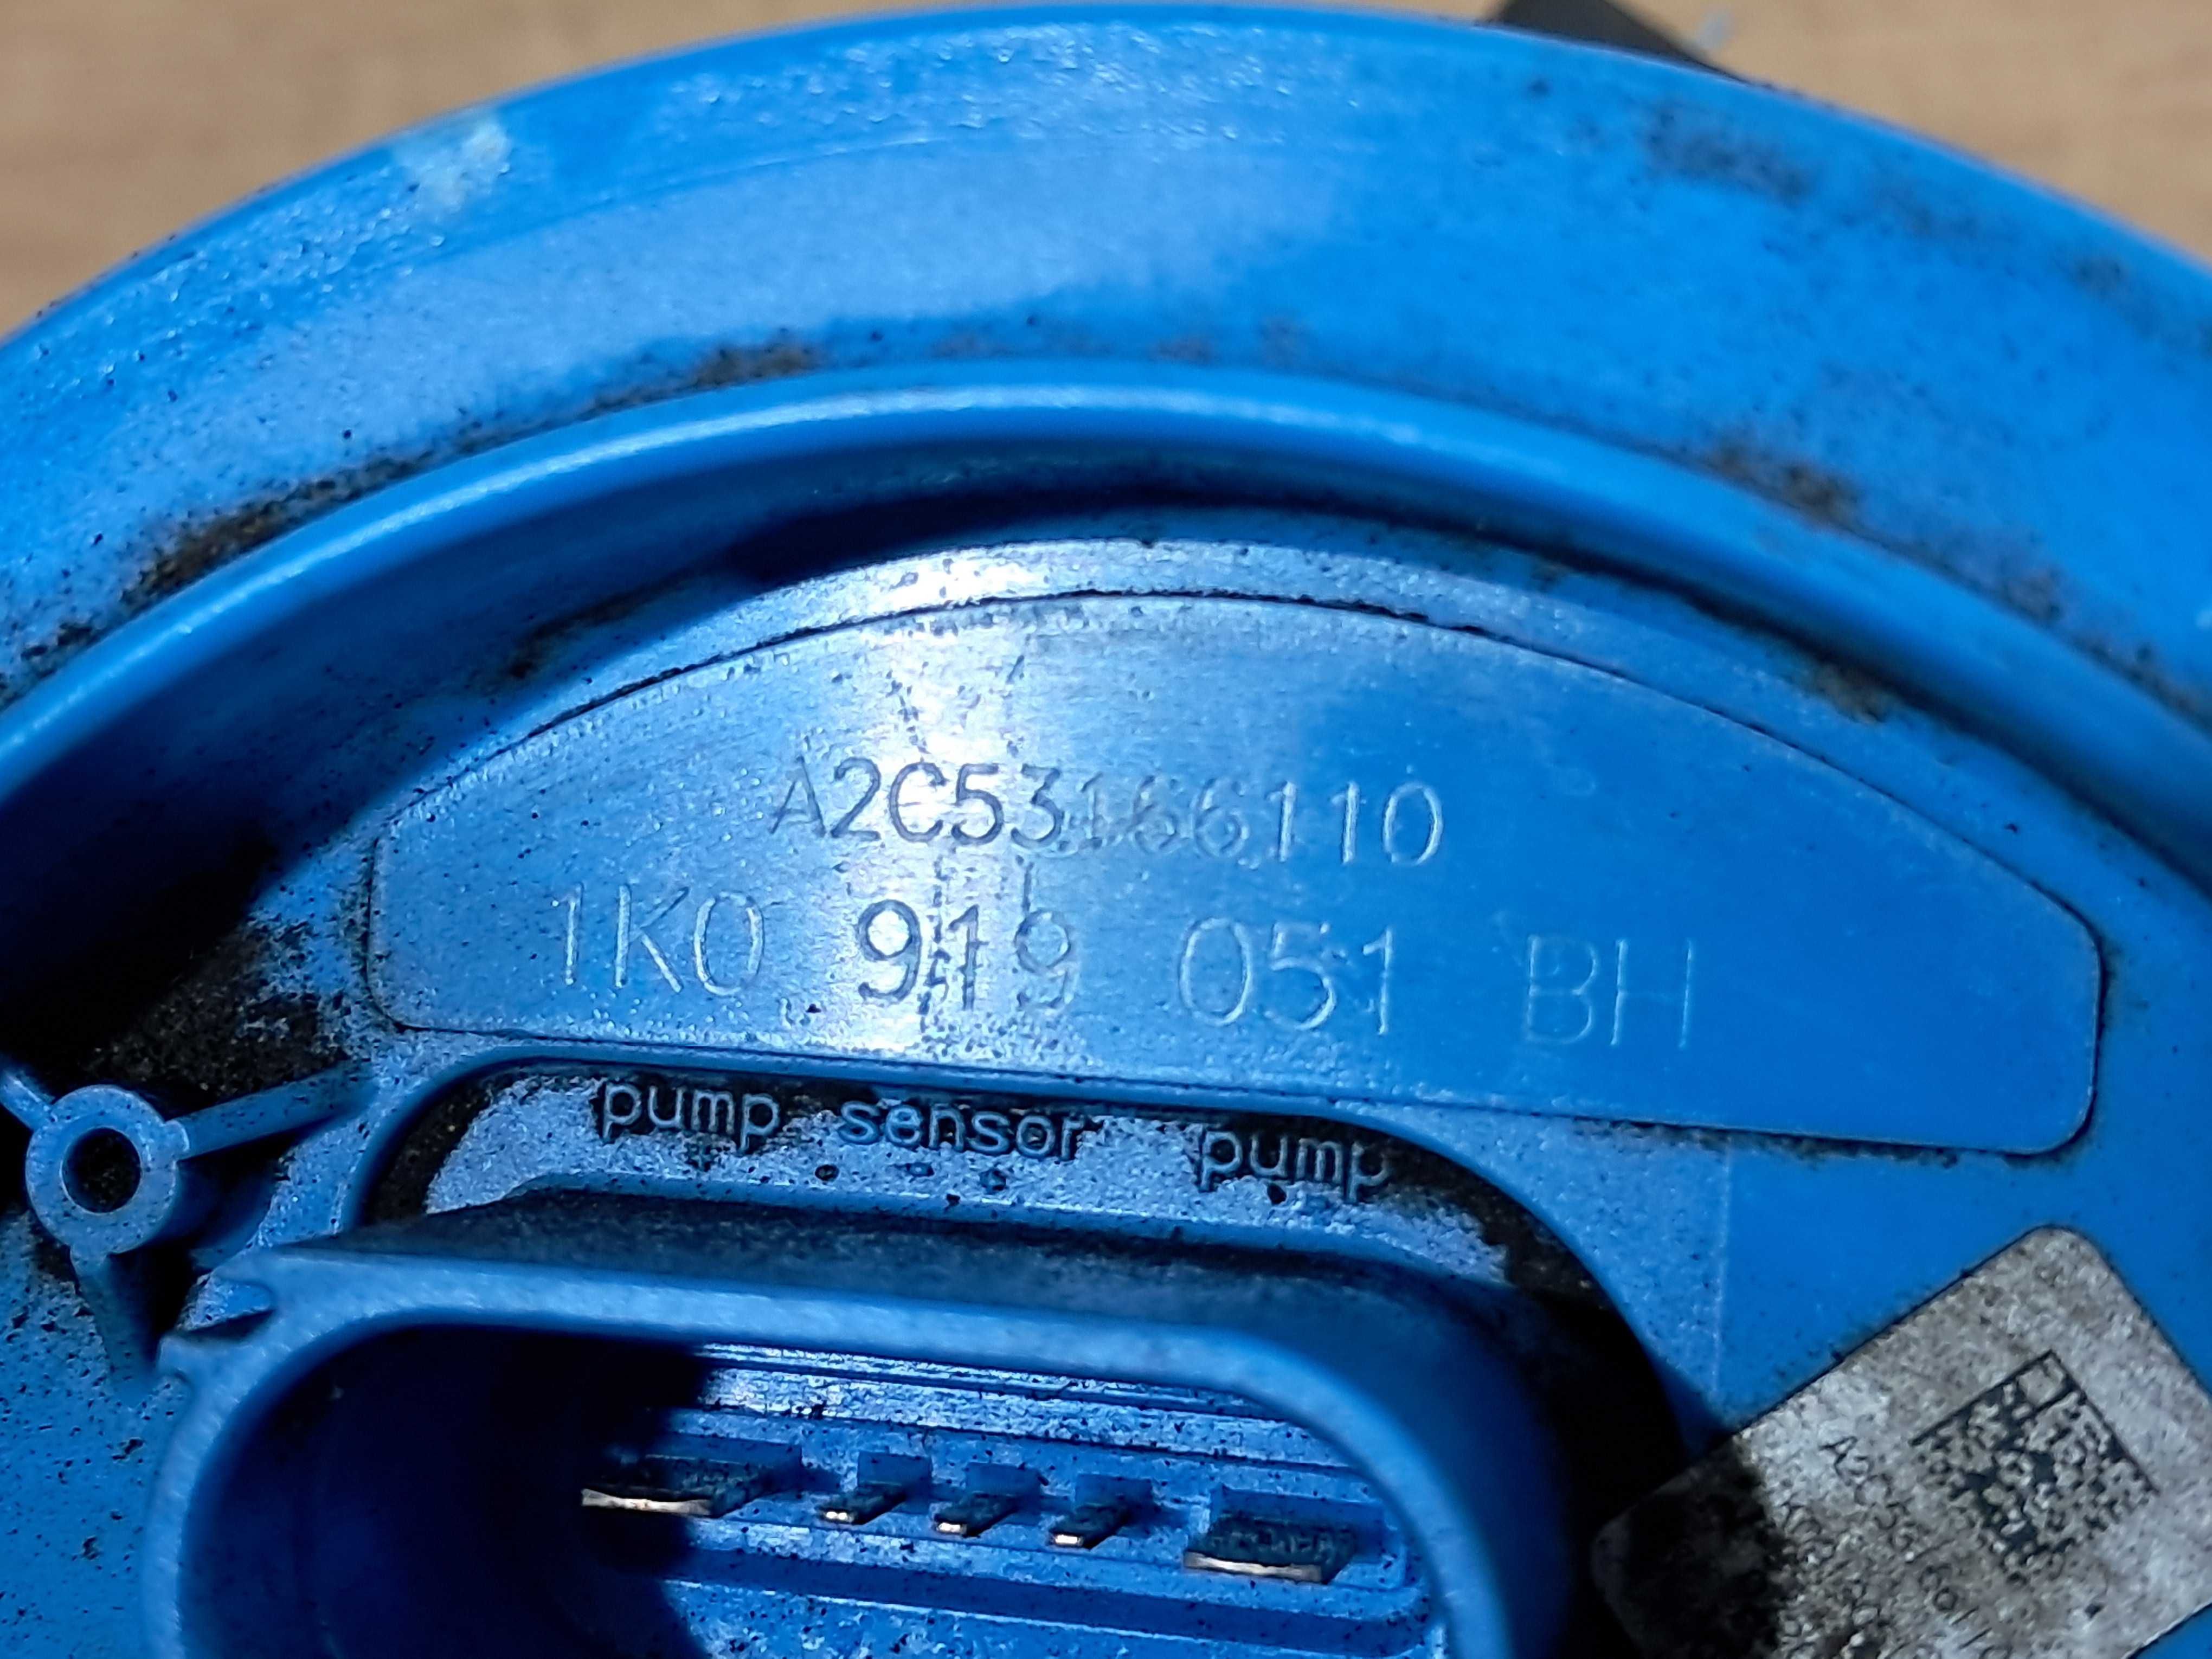 A2C53166110
1K0 919 051 BH
pump sensor pump